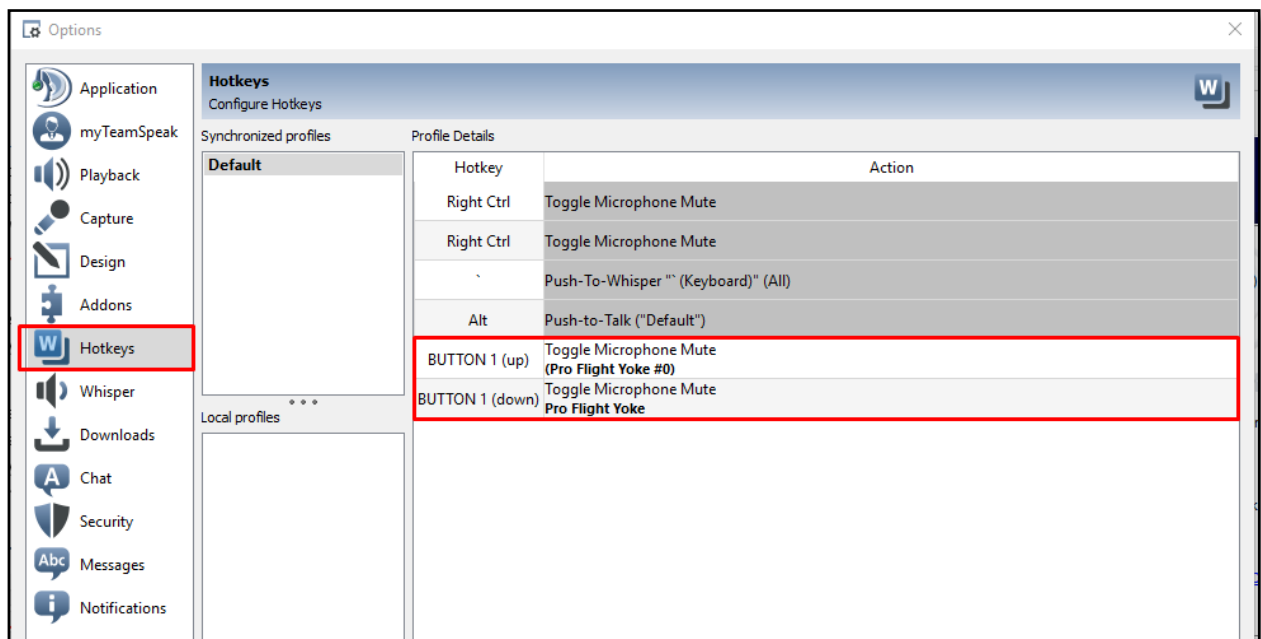 Options
Application
myTeamSpeak
Playback
Capture
Design
Addons
W
Hotkeys
Whisper
Downloads
A
Chat
Security
Abc
Messages
i
Notifications
Hotkeys
Configure Hotkeys
W
Synchronized profiles
Default
Local profiles
Profile Details
Hotkey Action
Right Ctrl Toggle Microphone Mute
Right Ctrl Toggle Microphone Mute
` Push-To-Whisper "` (Keyboard)" (All)
Alt Push-to-Talk ("Default")
BUTTON 1 (up) Toggle Microphone Mute
(Pro Flight Yoke #0)
BUTTON 1 (down) Toggle Microphone Mute
Pro Flight Yoke